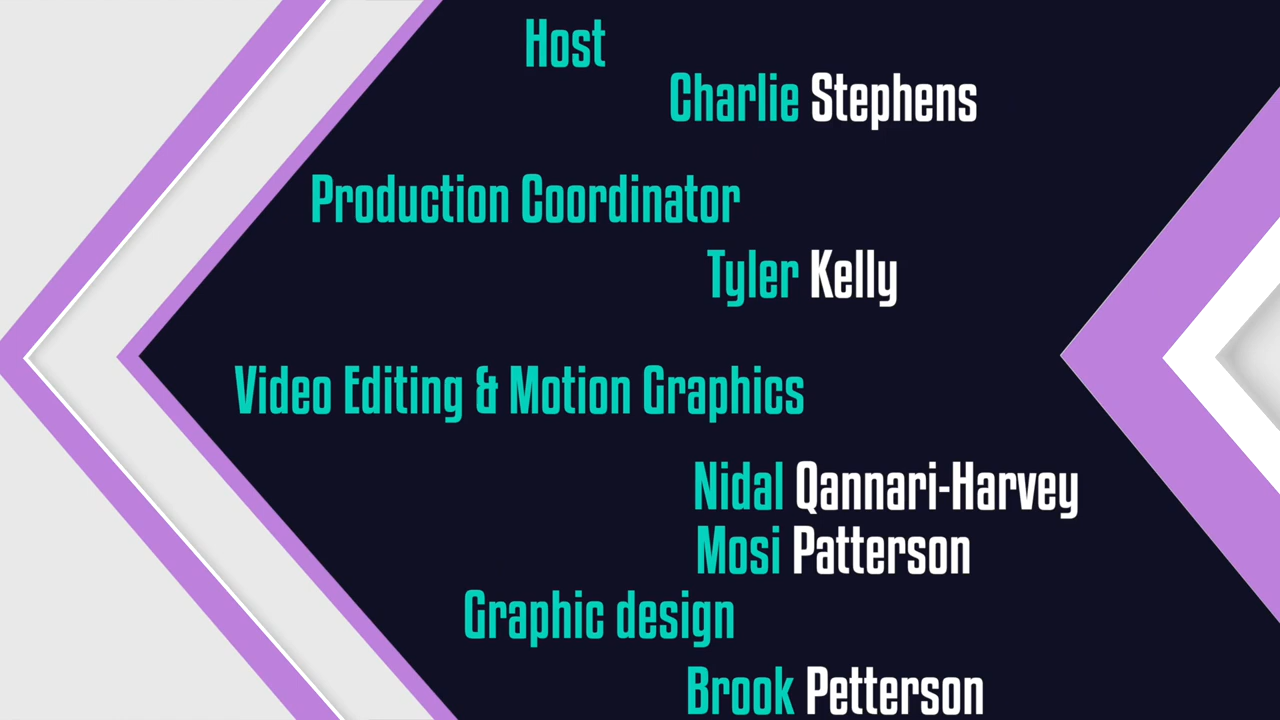 Host
Charlie Stephens
Production Coordinator
Tyler Kelly
Video Editing & Motion Graphics
Nidal Qannari-Harvey
Mosi Patterson
Graphic design
Brook Petterson